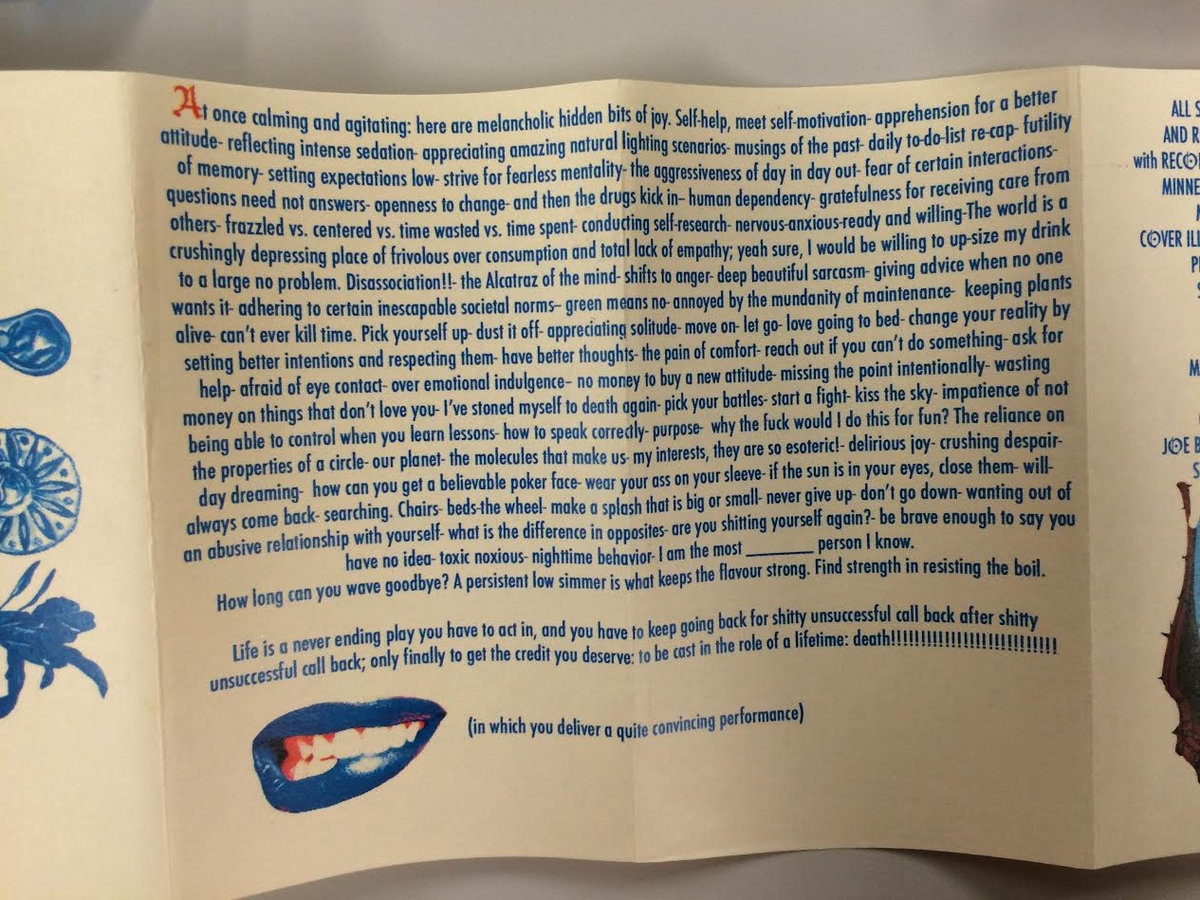 At once calming and agitating: here are melancholic hidden bits of joy. Self-help, meet self-motivation- apprehension for a better
attitude- reflecting intense sedation- appreciating amazing natural lighting scenarios- musings of the past- daily to-do-list re-cap- futility
of memory- setting expectations low- strive for fearless mentality- the aggressiveness of day in day out- fear of certain interactions-
questions need not answers- openness to change- and then the drugs kick in- human dependency- gratefulness for receiving care from
others- frazzled vs. centered vs. time wasted vs. time spent- conducting self-research- nervous-anxious-ready and willing-The world is a
crushingly depressing place of frivolous over consumption and total lack of empathy; yeah sure, I would be willing to up-size my drink
to a large no problem. Disassociation!!- the Alcatraz of the mind- shifts to anger- deep beautiful sarcasm- giving advice when no one
wants it- adhering to certain inescapable societal norms- green means no- annoyed by the mundanity of maintenance- keeping plants
alive- can't ever kill time. Pick yourself up- dust it off- appreciating solitude- move on- let go- love going to bed- change your reality by
setting better intentions and respecting them- have better thoughts- the pain of comfort- reach out if you can't do something- ask for
help- afraid of eye contact- over emotional indulgence- no money to buy a new attitude- missing the point intentionally- wasting
money on things that don't love you- I've stoned myself to death again- pick your battles- start a fight- kiss the sky- impatience of not
being able to control when you learn lessons- how to speak correctly- purpose- why the fuck would I do this for fun? The reliance on
the properties of a circle- our planet- the molecules that make us- my interests, they are so esoteric!- delirious joy- crushing despair-
day dreaming- how can you get a believable poker face- wear your ass on your sleeve- if the sun is in your eyes, close them- will-
always come back- searching. Chairs- beds-the wheel- make a splash that is big or small- never give up- don't go down- wanting out of
an abusive relationship with yourself- what is the difference in opposites- are you shitting yourself again?- be brave enough to say you
have no idea- toxic noxious- nighttime behavior- I am the most ________ person I know.
How long can you wave goodbye? A persistent low simmer is what keeps the flavour strong. Find strength in resisting the boil.
Life is a never ending play you have to act in, and you have to keep going back for shitty unsuccessful call back after shitty
unsuccessful call back; only finally to get the credit you deserve: to be cast in the role of a lifetime: death!!!!!!!!!!!!!!!!!!!!!!!!!!!!
(in which you deliver a quite convincing performance)
ALL
AND
with
COVER
JOE